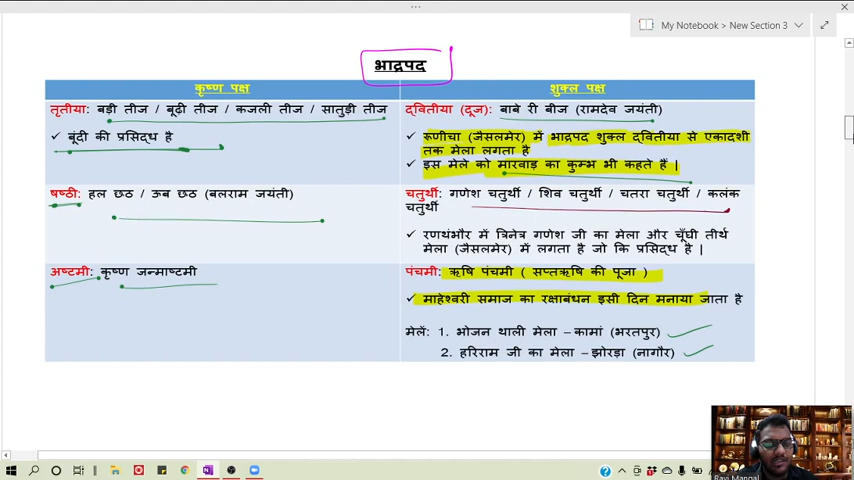 My Notebook > New Section 3
भाद्रपद
कृष्ण पक्ष
शुक्ल पक्ष
तृतीया: बड़ी तीज / बूढ़ी तीज / कजली तीज / सातुड़ी तीज
✓ बूंदी की प्रसिद्ध है
द्वितीया (दूज): बाबे री बीज (रामदेव जयंती)
✓ रूणीचा (जैसलमेर) में भाद्रपद शुक्ल द्वितीया से एकादशी
तक मेला लगता है
✓ इस मेले को मारवाड़ का कुम्भ भी कहते हैं |
षष्ठी: हल छठ / ऊब छठ (बलराम जयंती)
चतुर्थी: गणेश चतुर्थी / शिव चतुर्थी / चतरा चतुर्थी / कलंक
चतुर्थी
✓ रणथंभौर में त्रिनेत्र गणेश जी का मेला और चूँघी तीर्थ
मेला (जैसलमेर) में लगता है जो कि प्रसिद्ध है |
अष्टमी: कृष्ण जन्माष्टमी
पंचमी: ऋषि पंचमी ( सप्तऋषि की पूजा )
✓ माहेश्वरी समाज का रक्षाबंधन इसी दिन मनाया जाता है
मेलें: 1. भोजन थाली मेला – कामां (भरतपुर)
2. हरिराम जी का मेला – झोरड़ा (नागौर)
Ravi Mangal